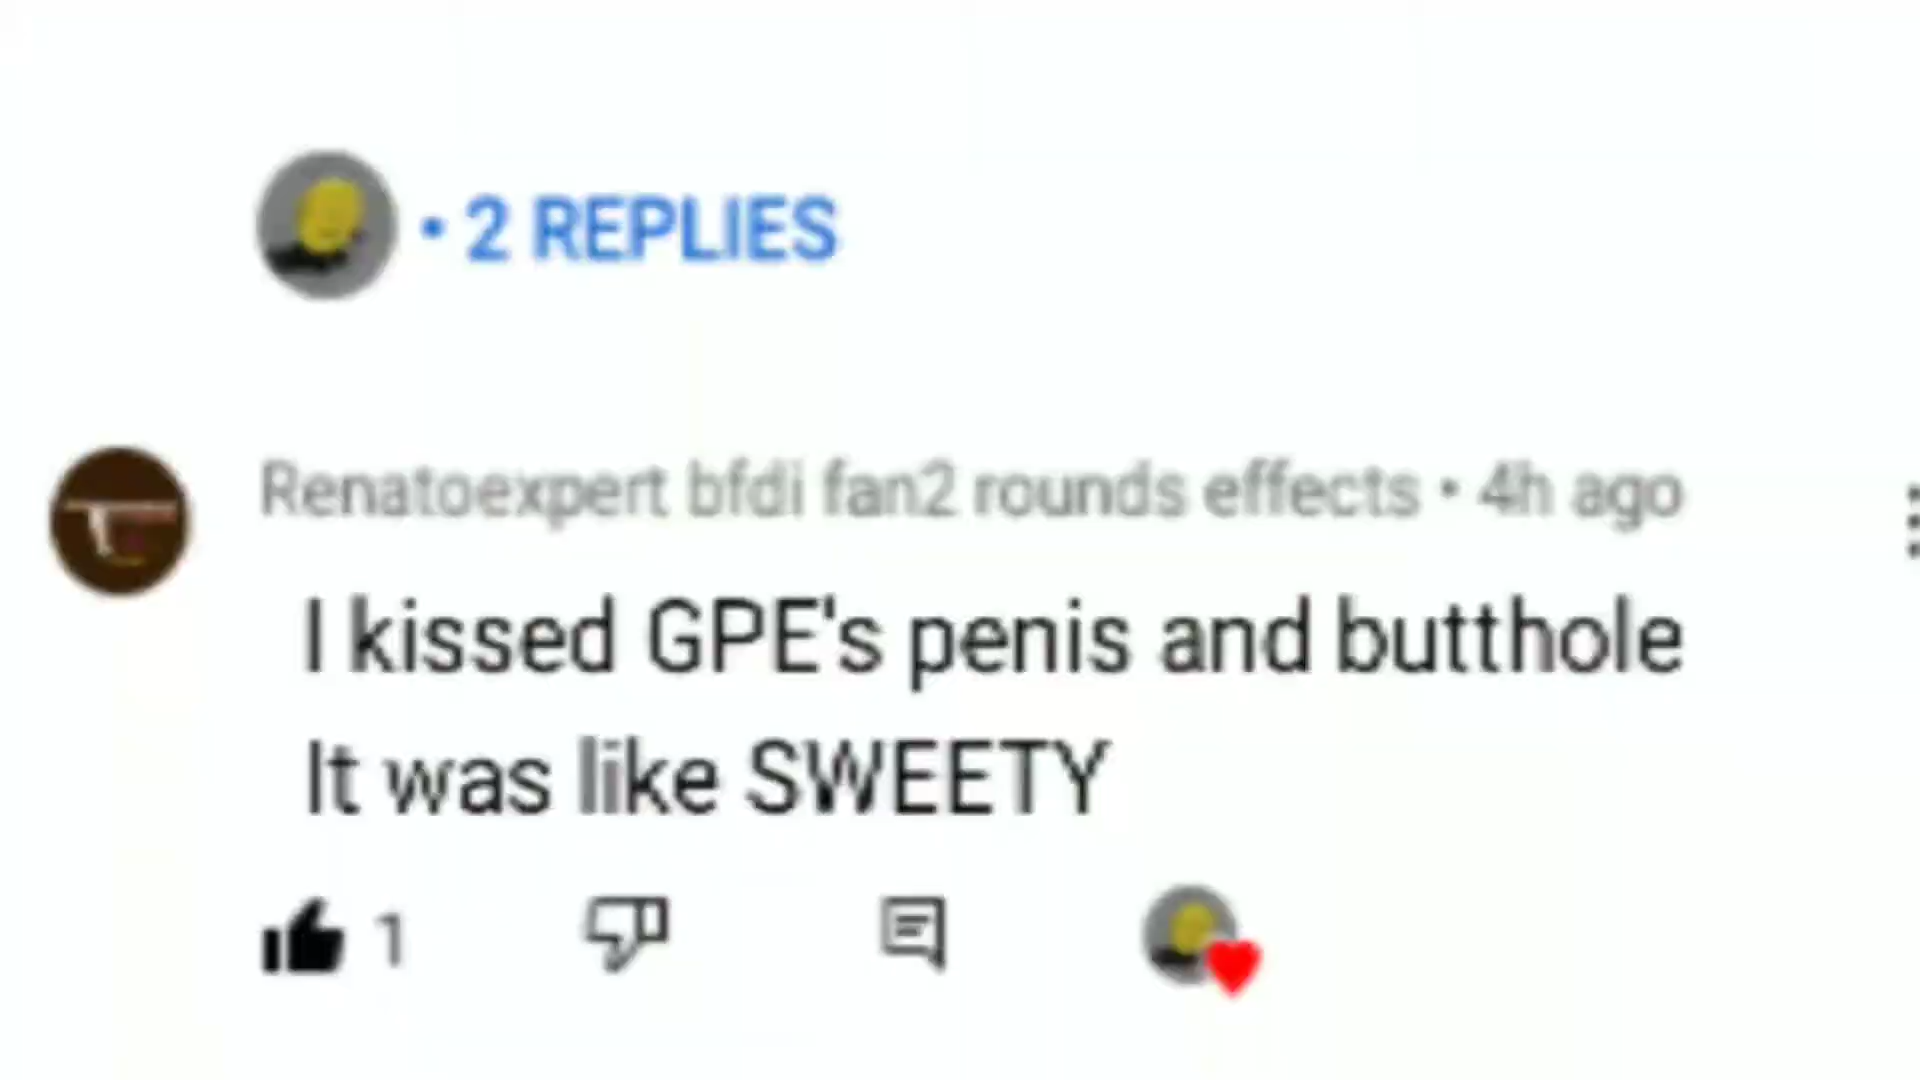 • 2 REPLIES
Renatoexpert bfdi fan2 rounds effects • 4h ago
I kissed GPE's penis and butthole
It was like SWEETY
1